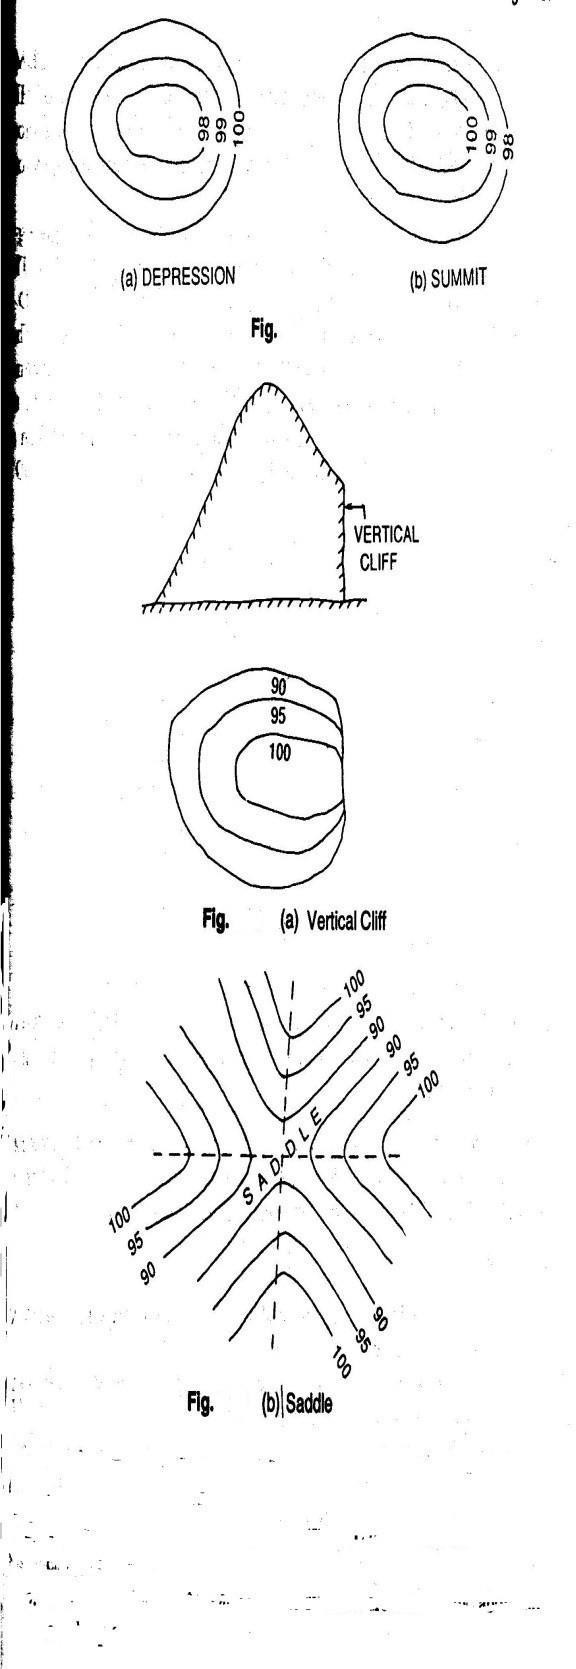 98 99 100
100 99 98
(a) DEPRESSION
(b) SUMMIT
Fig.
VERTICAL
CLIFF
90
95
100
Fig. (a) Vertical Cliff
100
95
90
90
95
100
SADDLE
100
95
90
90
95
100
Fig. (b) Saddle